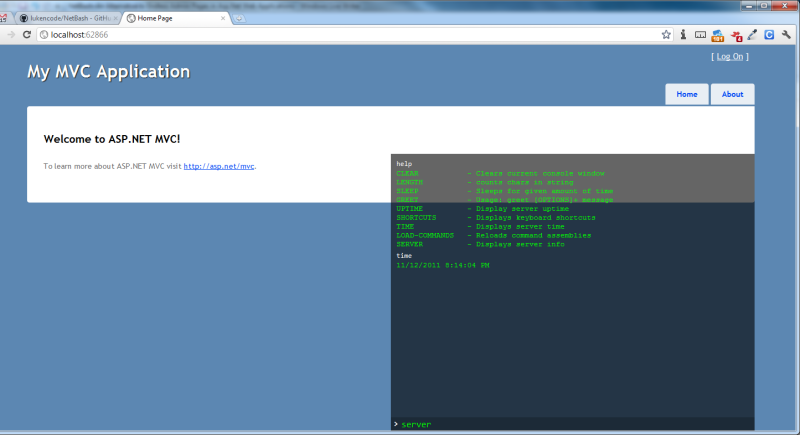 lukencode/NetBash - GitHu
Home Page
localhost:62866
[ Log On ]
My MVC Application
Home
About
Welcome to ASP.NET MVC!
To learn more about ASP.NET MVC visit http://asp.net/mvc.
help
CLEAR - Clears current console window
LENGTH - counts chars in string
SLEEP - Sleeps for given amount of time
GREET - Usage: greet [OPTIONS]+ message
UPTIME - Display server uptime
SHORTCUTS - Displays keyboard shortcuts
TIME - Displays server time
LOAD-COMMANDS - Reloads command assemblies
SERVER - Displays server info
time
11/12/2011 8:14:04 PM
> server